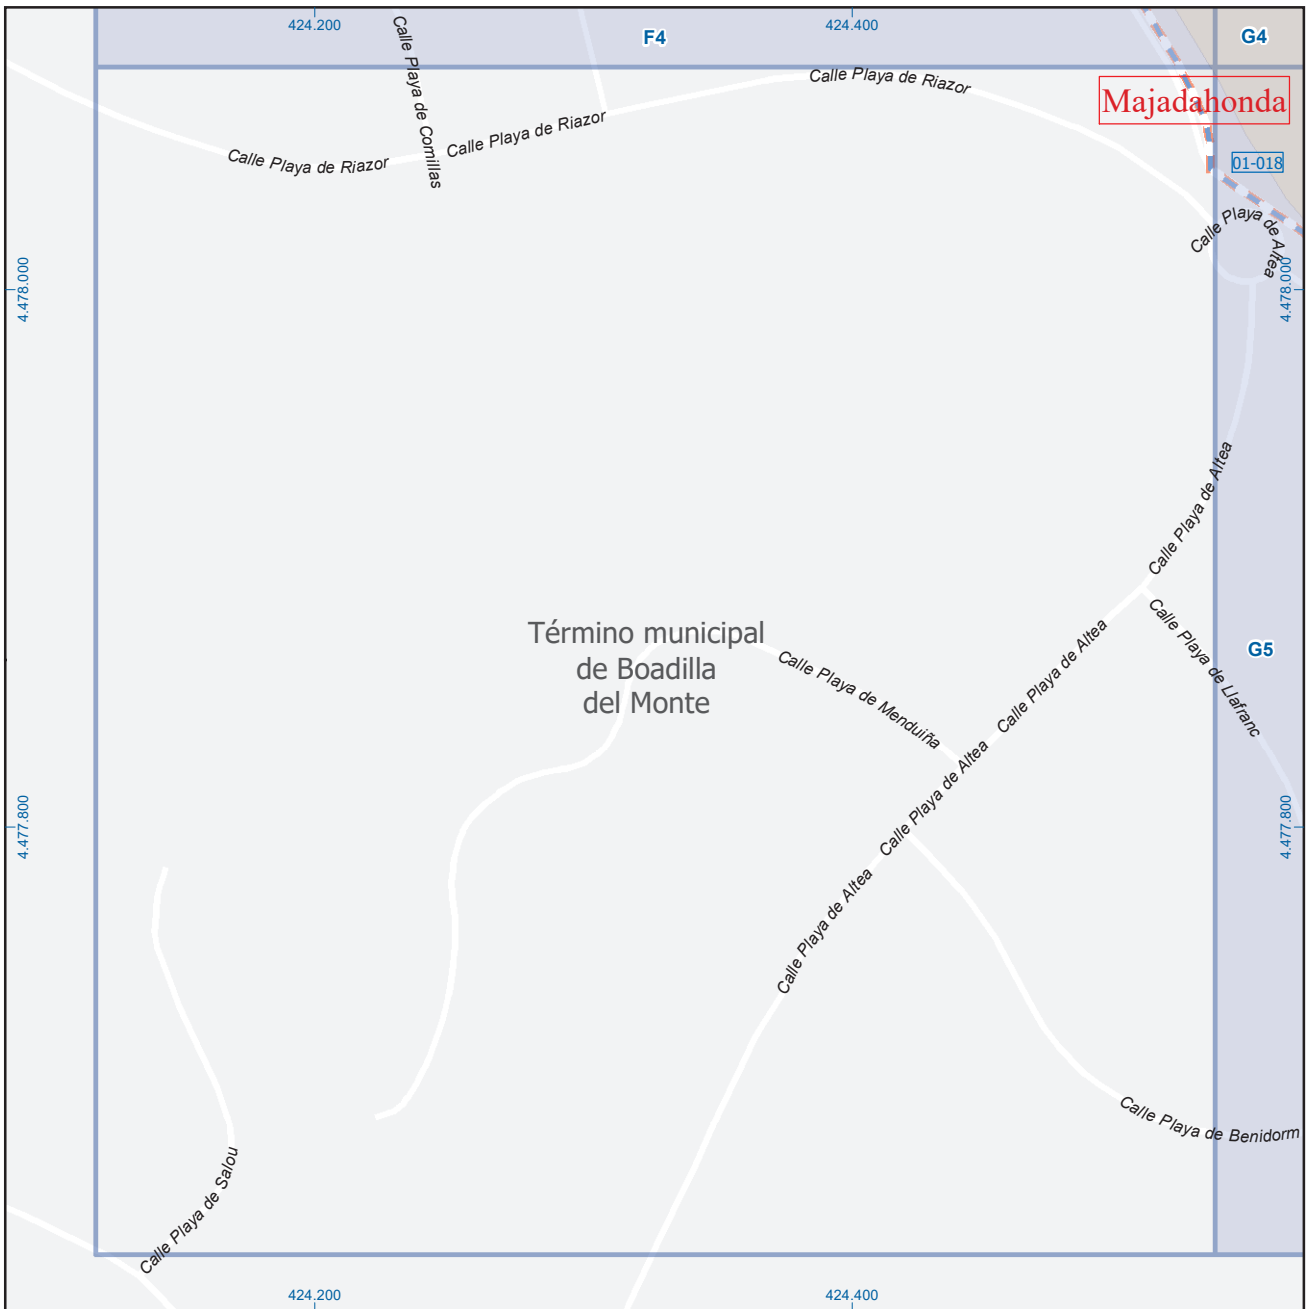 424.200
424.400
F4
G4
Calle Playa de Comillas
Calle Playa de Riazor
Majadahonda
Calle Playa de Riazor
Calle Playa de Riazor
01-018
Calle Playa de Altea
4.478.000
4.478.000
Calle Playa de Altea
Calle Playa de Llafranc
Término municipal
de Boadilla
del Monte
Calle Playa de Altea
G5
Calle Playa de Menduiña
Calle Playa de Altea
4.477.800
4.477.800
Calle Playa de Altea
Calle Playa de Benidorm
Calle Playa de Salou
424.200
424.400